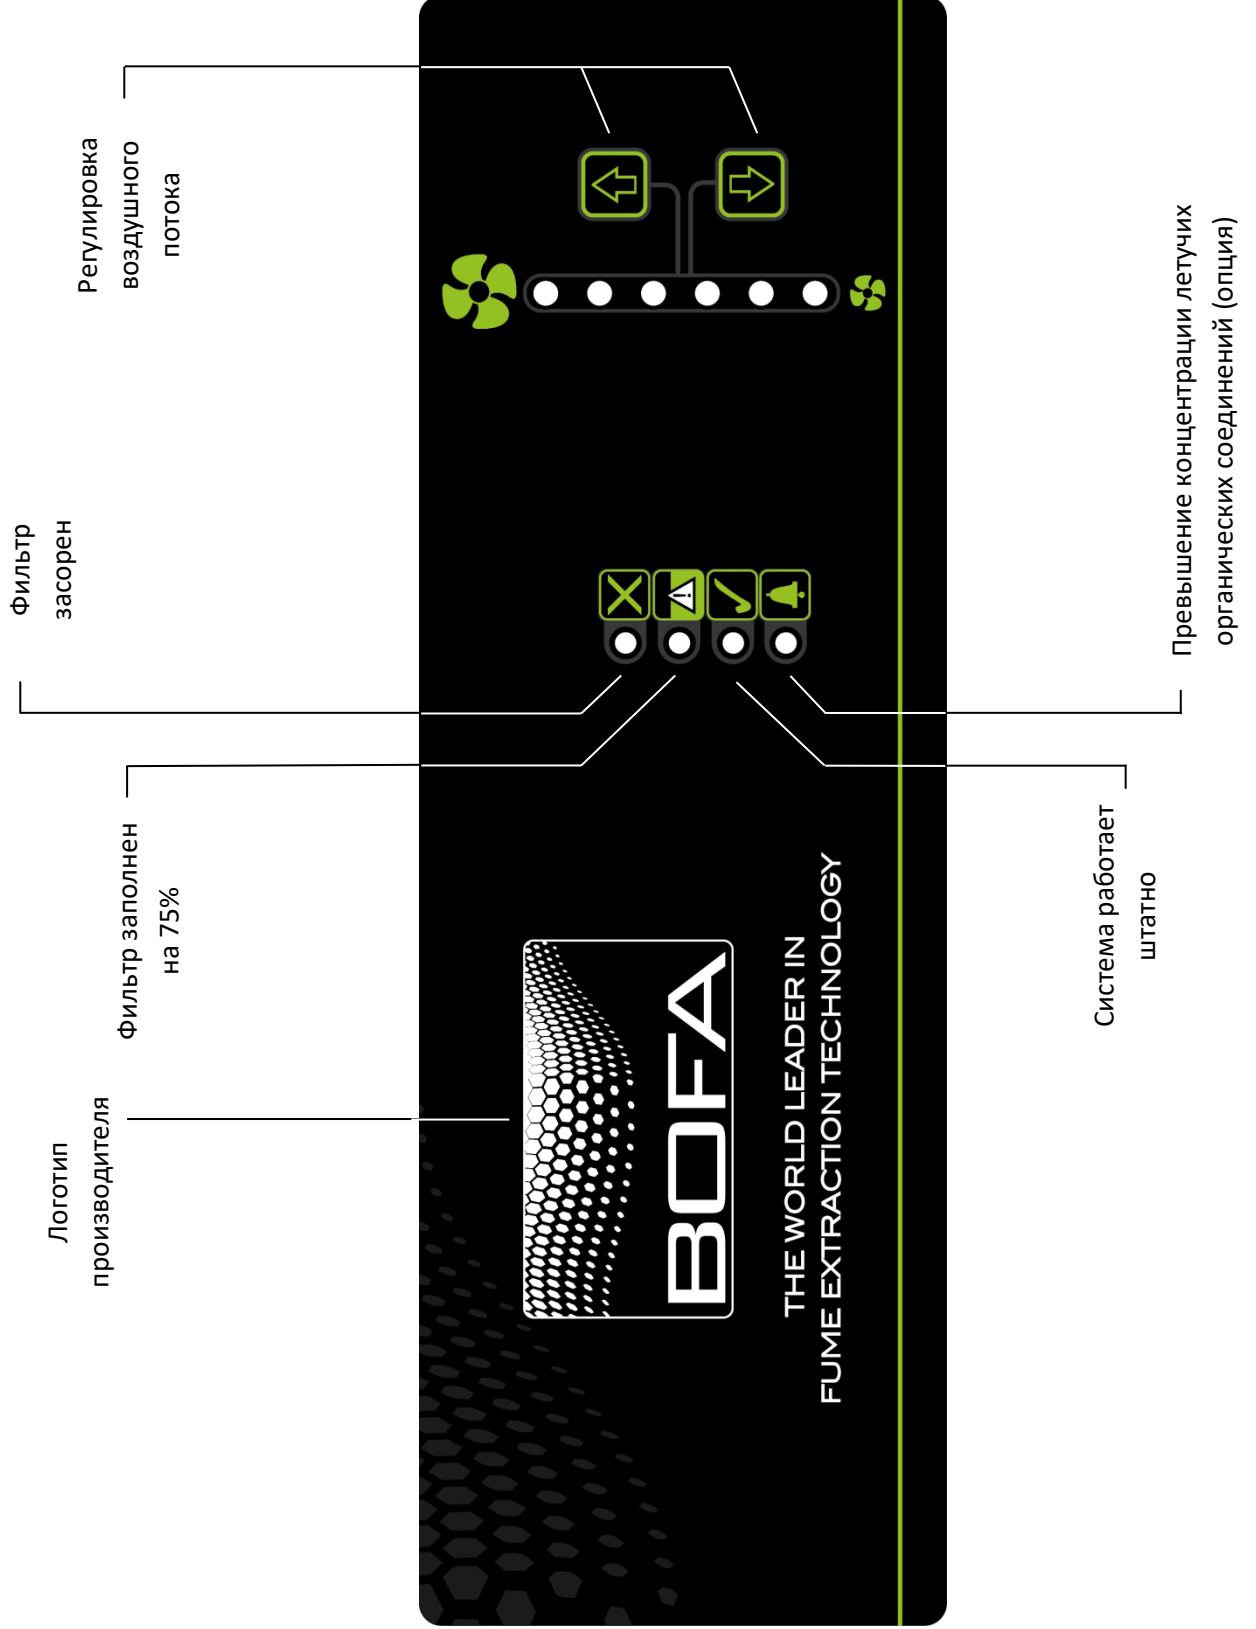 Логотип
производителя
Фильтр заполнен
на 75%
Фильтр
засорен
Регулировка
воздушного
потока
BOFA
THE WORLD LEADER IN
FUME EXTRACTION TECHNOLOGY
Система работает
штатно
Превышение концентрации летучих
органических соединений (опция)